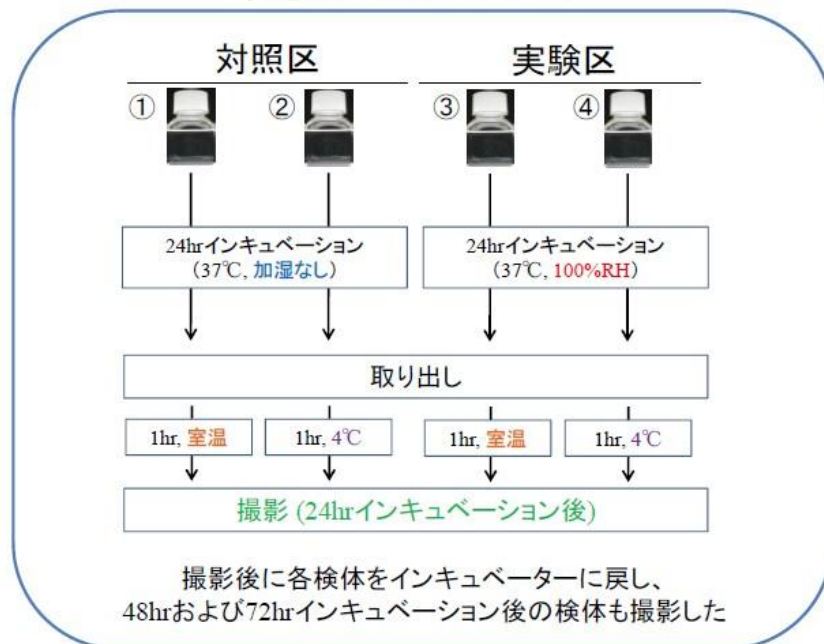 対照区
実験区
①
②
③
④
24hrインキュベーション
(37℃, 加湿なし)
24hrインキュベーション
(37℃, 100%RH)
取り出し
1hr, 室温
1hr, 4℃
1hr, 室温
1hr, 4℃
撮影 (24hrインキュベーション後)
撮影後に各検体をインキュベーターに戻し、
48hrおよび72hrインキュベーション後の検体も撮影した